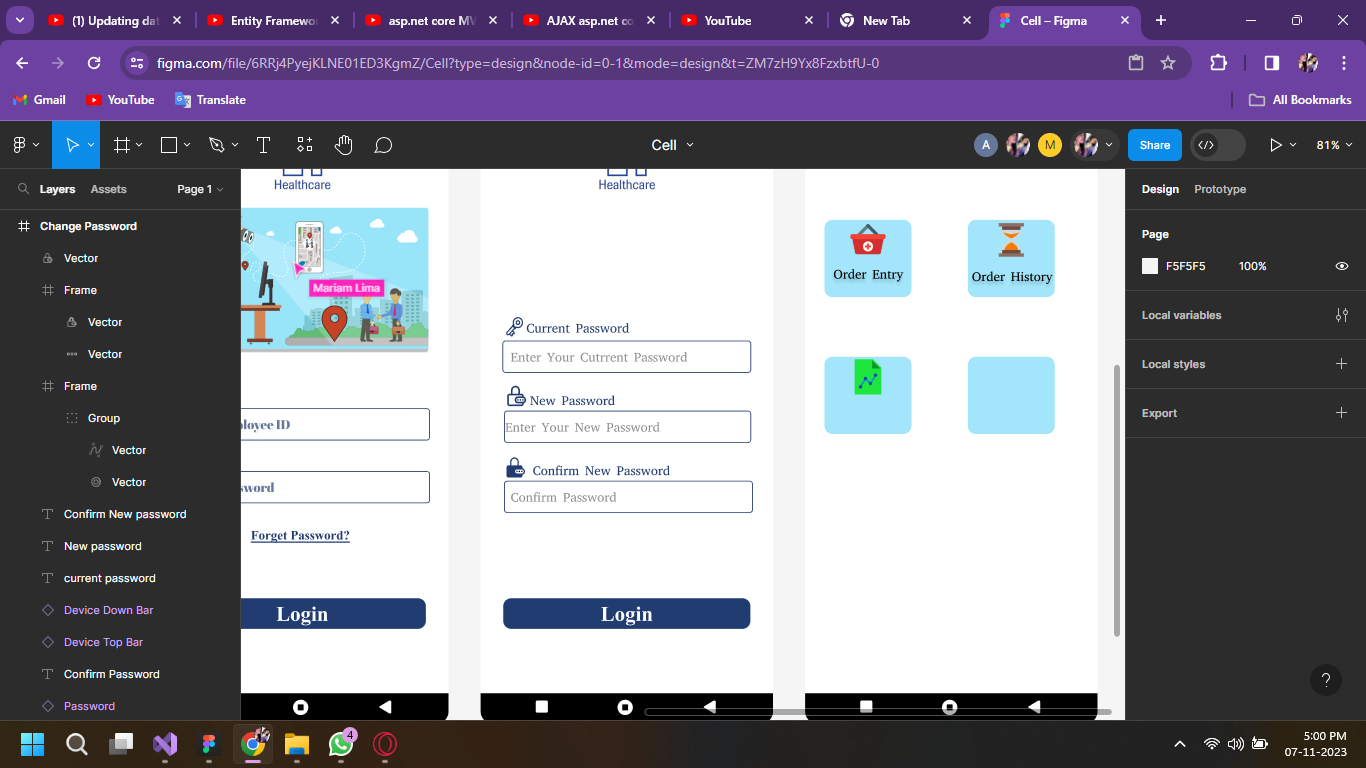 (1) Updating dat
Entity Framewo
asp.net core MV
AJAX asp.net co
YouTube
New Tab
Cell – Figma
figma.com/file/6RRj4PyejKLNE01ED3KgmZ/Cell?type=design&node-id=0-1&mode=design&t=ZM7zH9Yx8FzxbtfU-0
Gmail
YouTube
Translate
All Bookmarks
Cell
A
M
Share
81%
Layers
Assets
Page 1
Change Password
Vector
Frame
Vector
Vector
Frame
Group
Vector
Vector
Confirm New password
New password
current password
Device Down Bar
Device Top Bar
Confirm Password
Password
Healthcare
Mariam Lima
ployee ID
sword
Forget Password?
Login
Healthcare
Current Password
Enter Your Cutrrent Password
New Password
Enter Your New Password
Confirm New Password
Confirm Password
Login
Order Entry
Order History
Design
Prototype
Page
F5F5F5
100%
Local variables
Local styles
Export
?
4
5:00 PM
07-11-2023